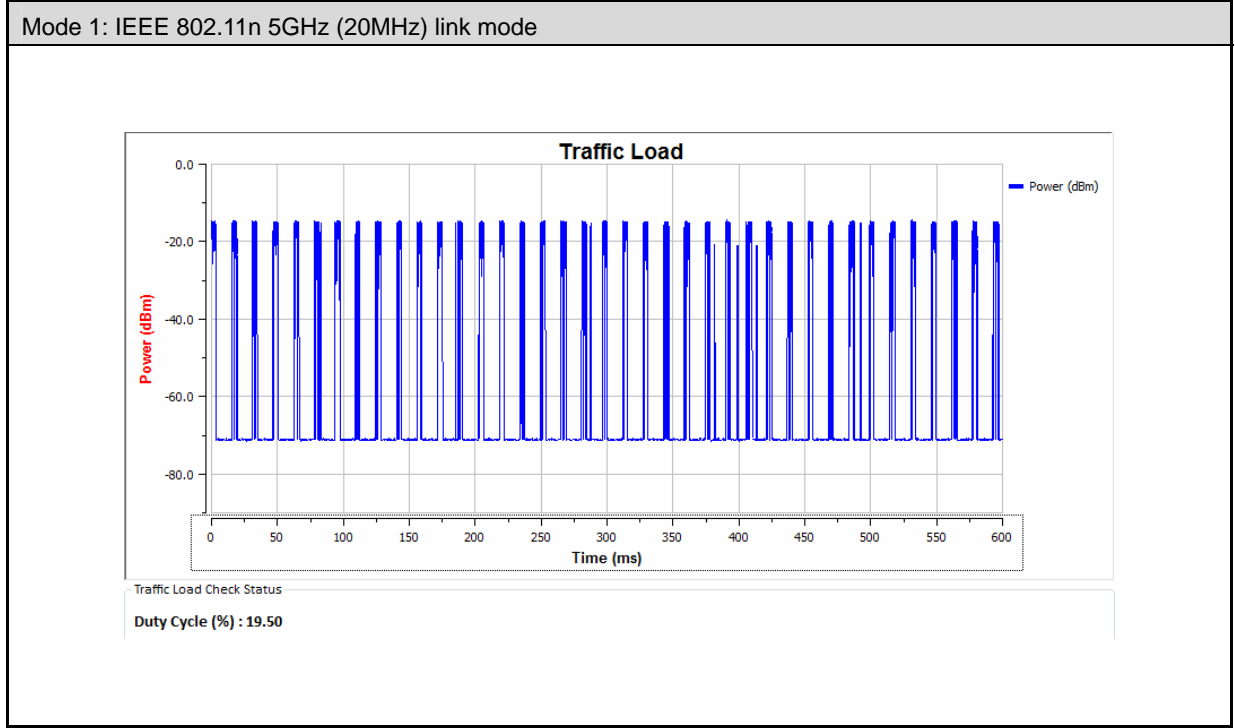 Mode 1: IEEE 802.11n 5GHz (20MHz) link mode
Traffic Load
Power (dBm)
0.0
-20.0
-40.0
-60.0
-80.0
Power (dBm)
0 50 100 150 200 250 300 350 400 450 500 550 600
Time (ms)
Traffic Load Check Status
Duty Cycle (%) : 19.50